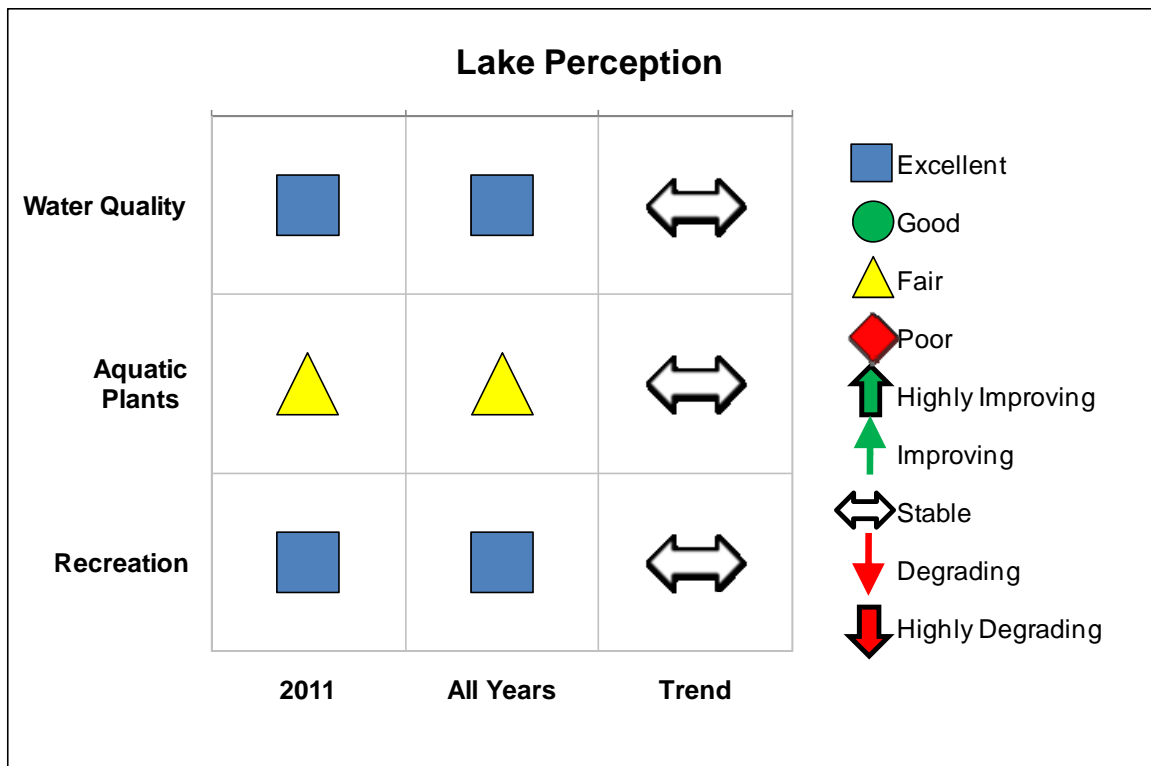 Lake Perception
Water Quality
Aquatic
Plants
Recreation
2011
All Years
Trend
Excellent
Good
Fair
Poor
Highly Improving
Improving
Stable
Degrading
Highly Degrading